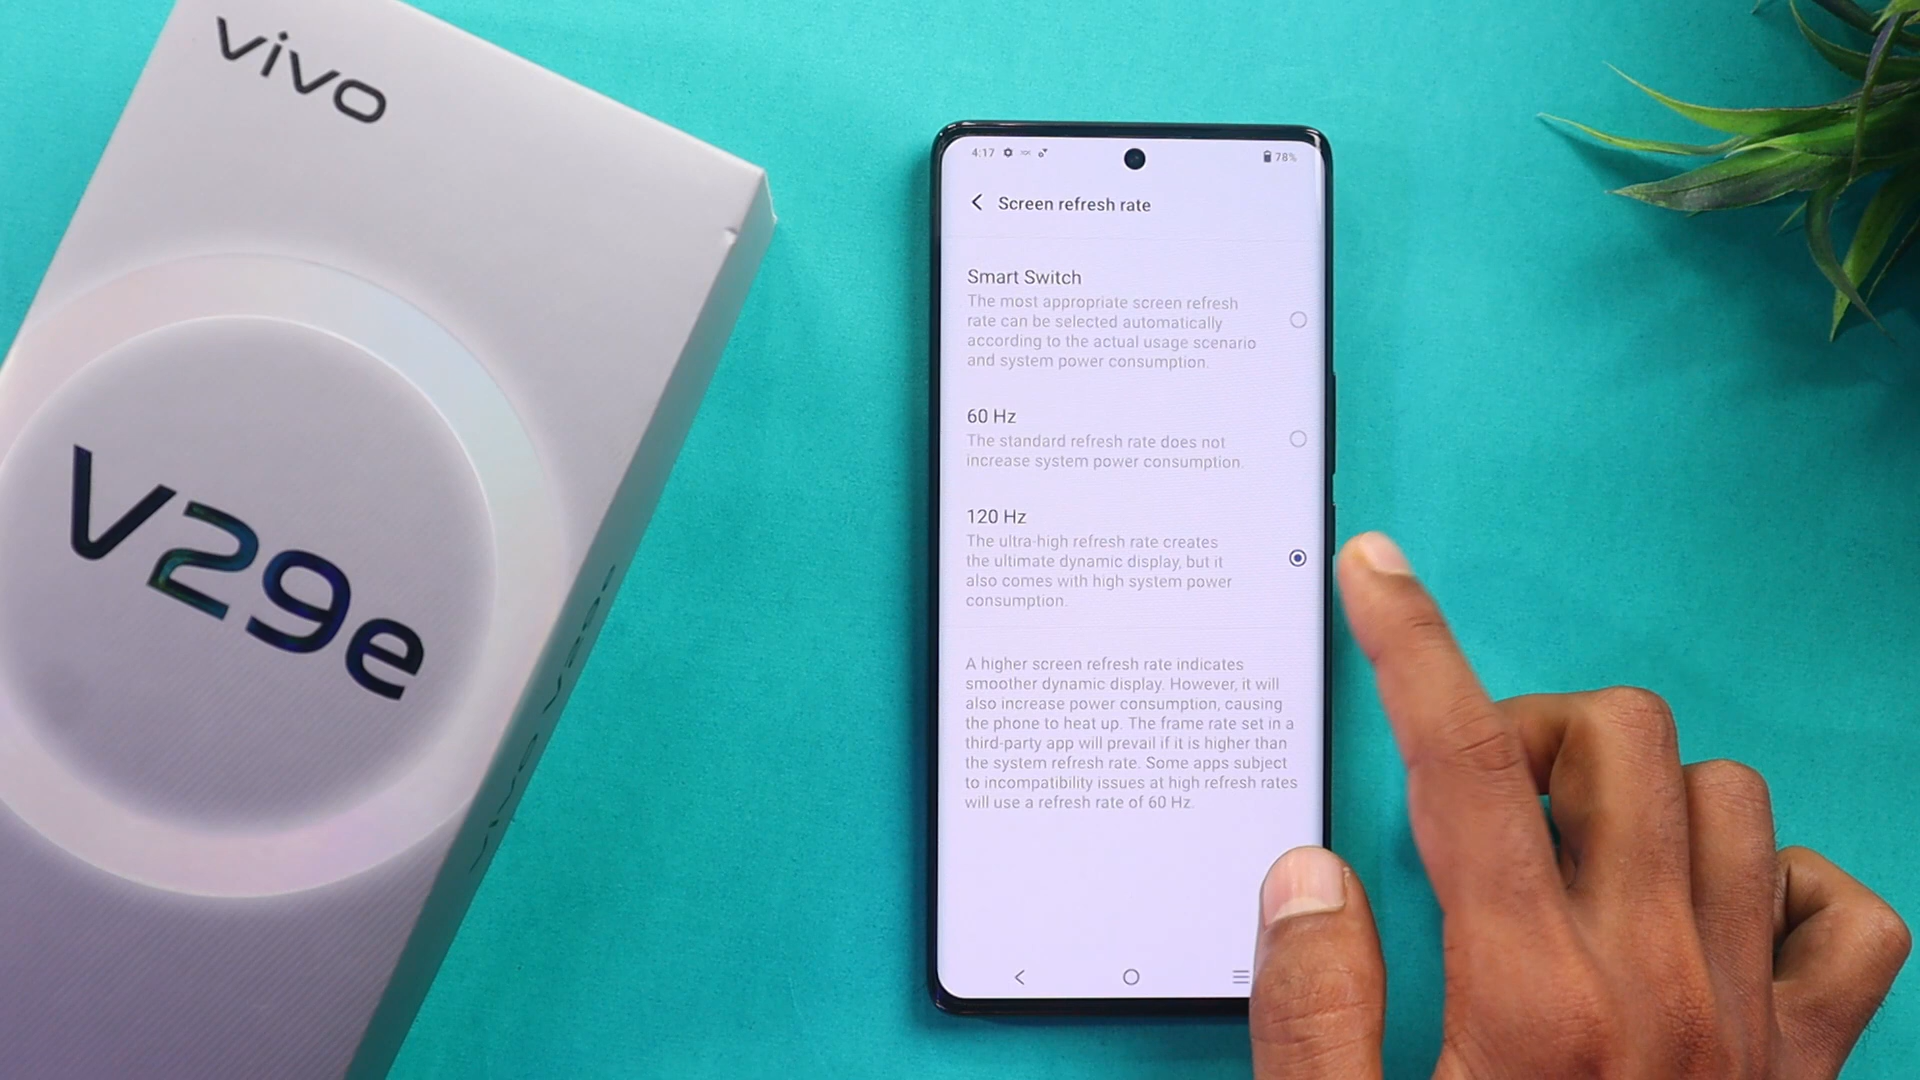 vivo
V29e
vivo V29e
4:17
78%
Screen refresh rate
Smart Switch
The most appropriate screen refresh
rate can be selected automatically
according to the actual usage scenario
and system power consumption.
60 Hz
The standard refresh rate does not
increase system power consumption.
120 Hz
The ultra-high refresh rate creates
the ultimate dynamic display, but it
also comes with high system power
consumption.
A higher screen refresh rate indicates
smoother dynamic display. However, it will
also increase power consumption, causing
the phone to heat up. The frame rate set in a
third-party app will prevail if it is higher than
the system refresh rate. Some apps subject
to incompatibility issues at high refresh rates
will use a refresh rate of 60 Hz.